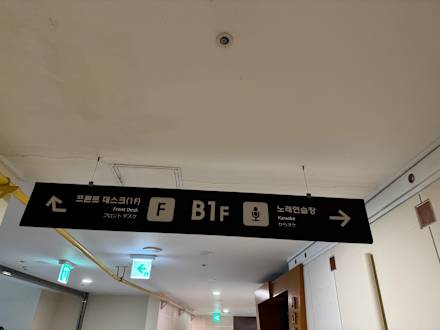 프론트 데스크(1F)
Front Desk
フロントデスク
F
B1F
노래연습장
Karaoke
カラオケ